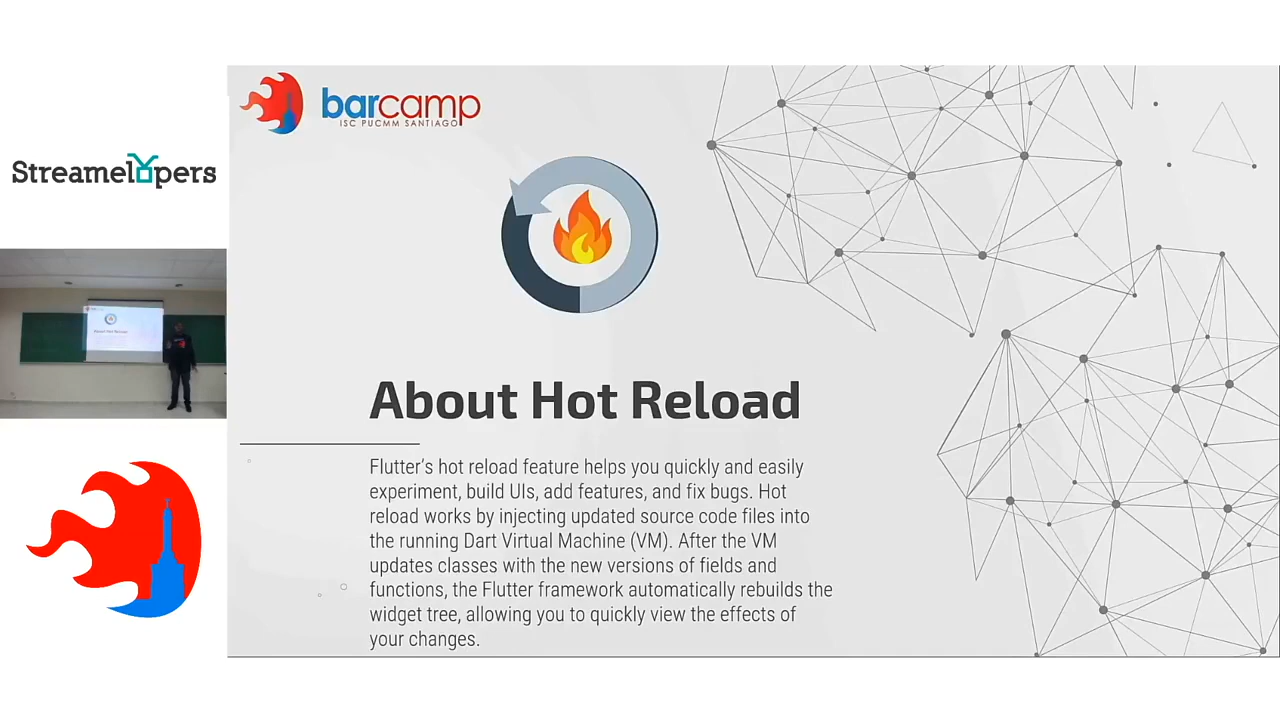 barcamp
ISC PUCMM SANTIAGO
Streamelopers
About Hot Reload
Flutter’s hot reload feature helps you quickly and easily
experiment, build UIs, add features, and fix bugs. Hot
reload works by injecting updated source code files into
the running Dart Virtual Machine (VM). After the VM
updates classes with the new versions of fields and
functions, the Flutter framework automatically rebuilds the
widget tree, allowing you to quickly view the effects of
your changes.
About Hot Reload